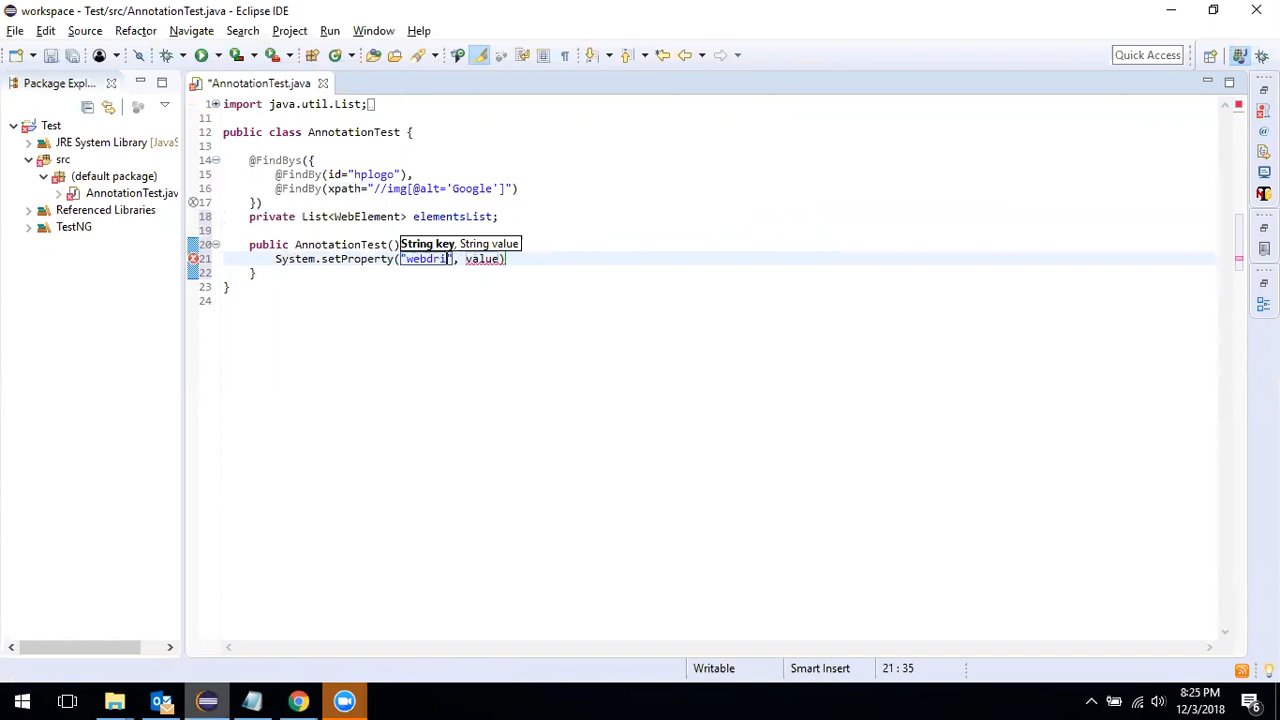 workspace - Test/src/AnnotationTest.java - Eclipse IDE
File Edit Source Refactor Navigate Search Project Run Window Help
Quick Access
Package Expl...
*AnnotationTest.java
Test
JRE System Library [JavaS
src
(default package)
AnnotationTest.jav
Referenced Libraries
TestNG
1 import java.util.List;
11
12 public class AnnotationTest {
13
14 @FindBys({
15 @FindBy(id="hplogo"),
16 @FindBy(xpath="//img[@alt='Google']")
17 })
18 private List<WebElement> elementsList;
19
20 public AnnotationTest()
String key, String value
21 System.setProperty("webdri", value)
22 }
23 }
24
Writable Smart Insert 21 : 35
8:25 PM
12/3/2018
6